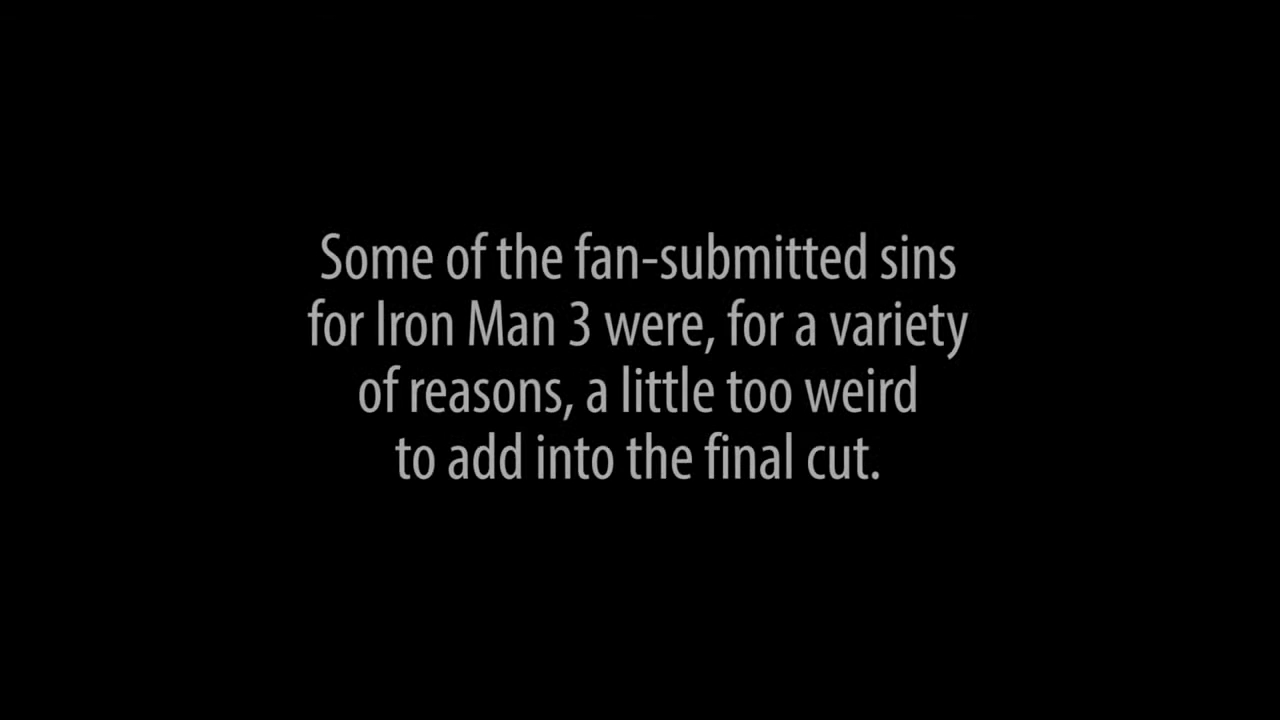 Some of the fan-submitted sins
for Iron Man 3 were, for a variety
of reasons, a little too weird
to add into the final cut.